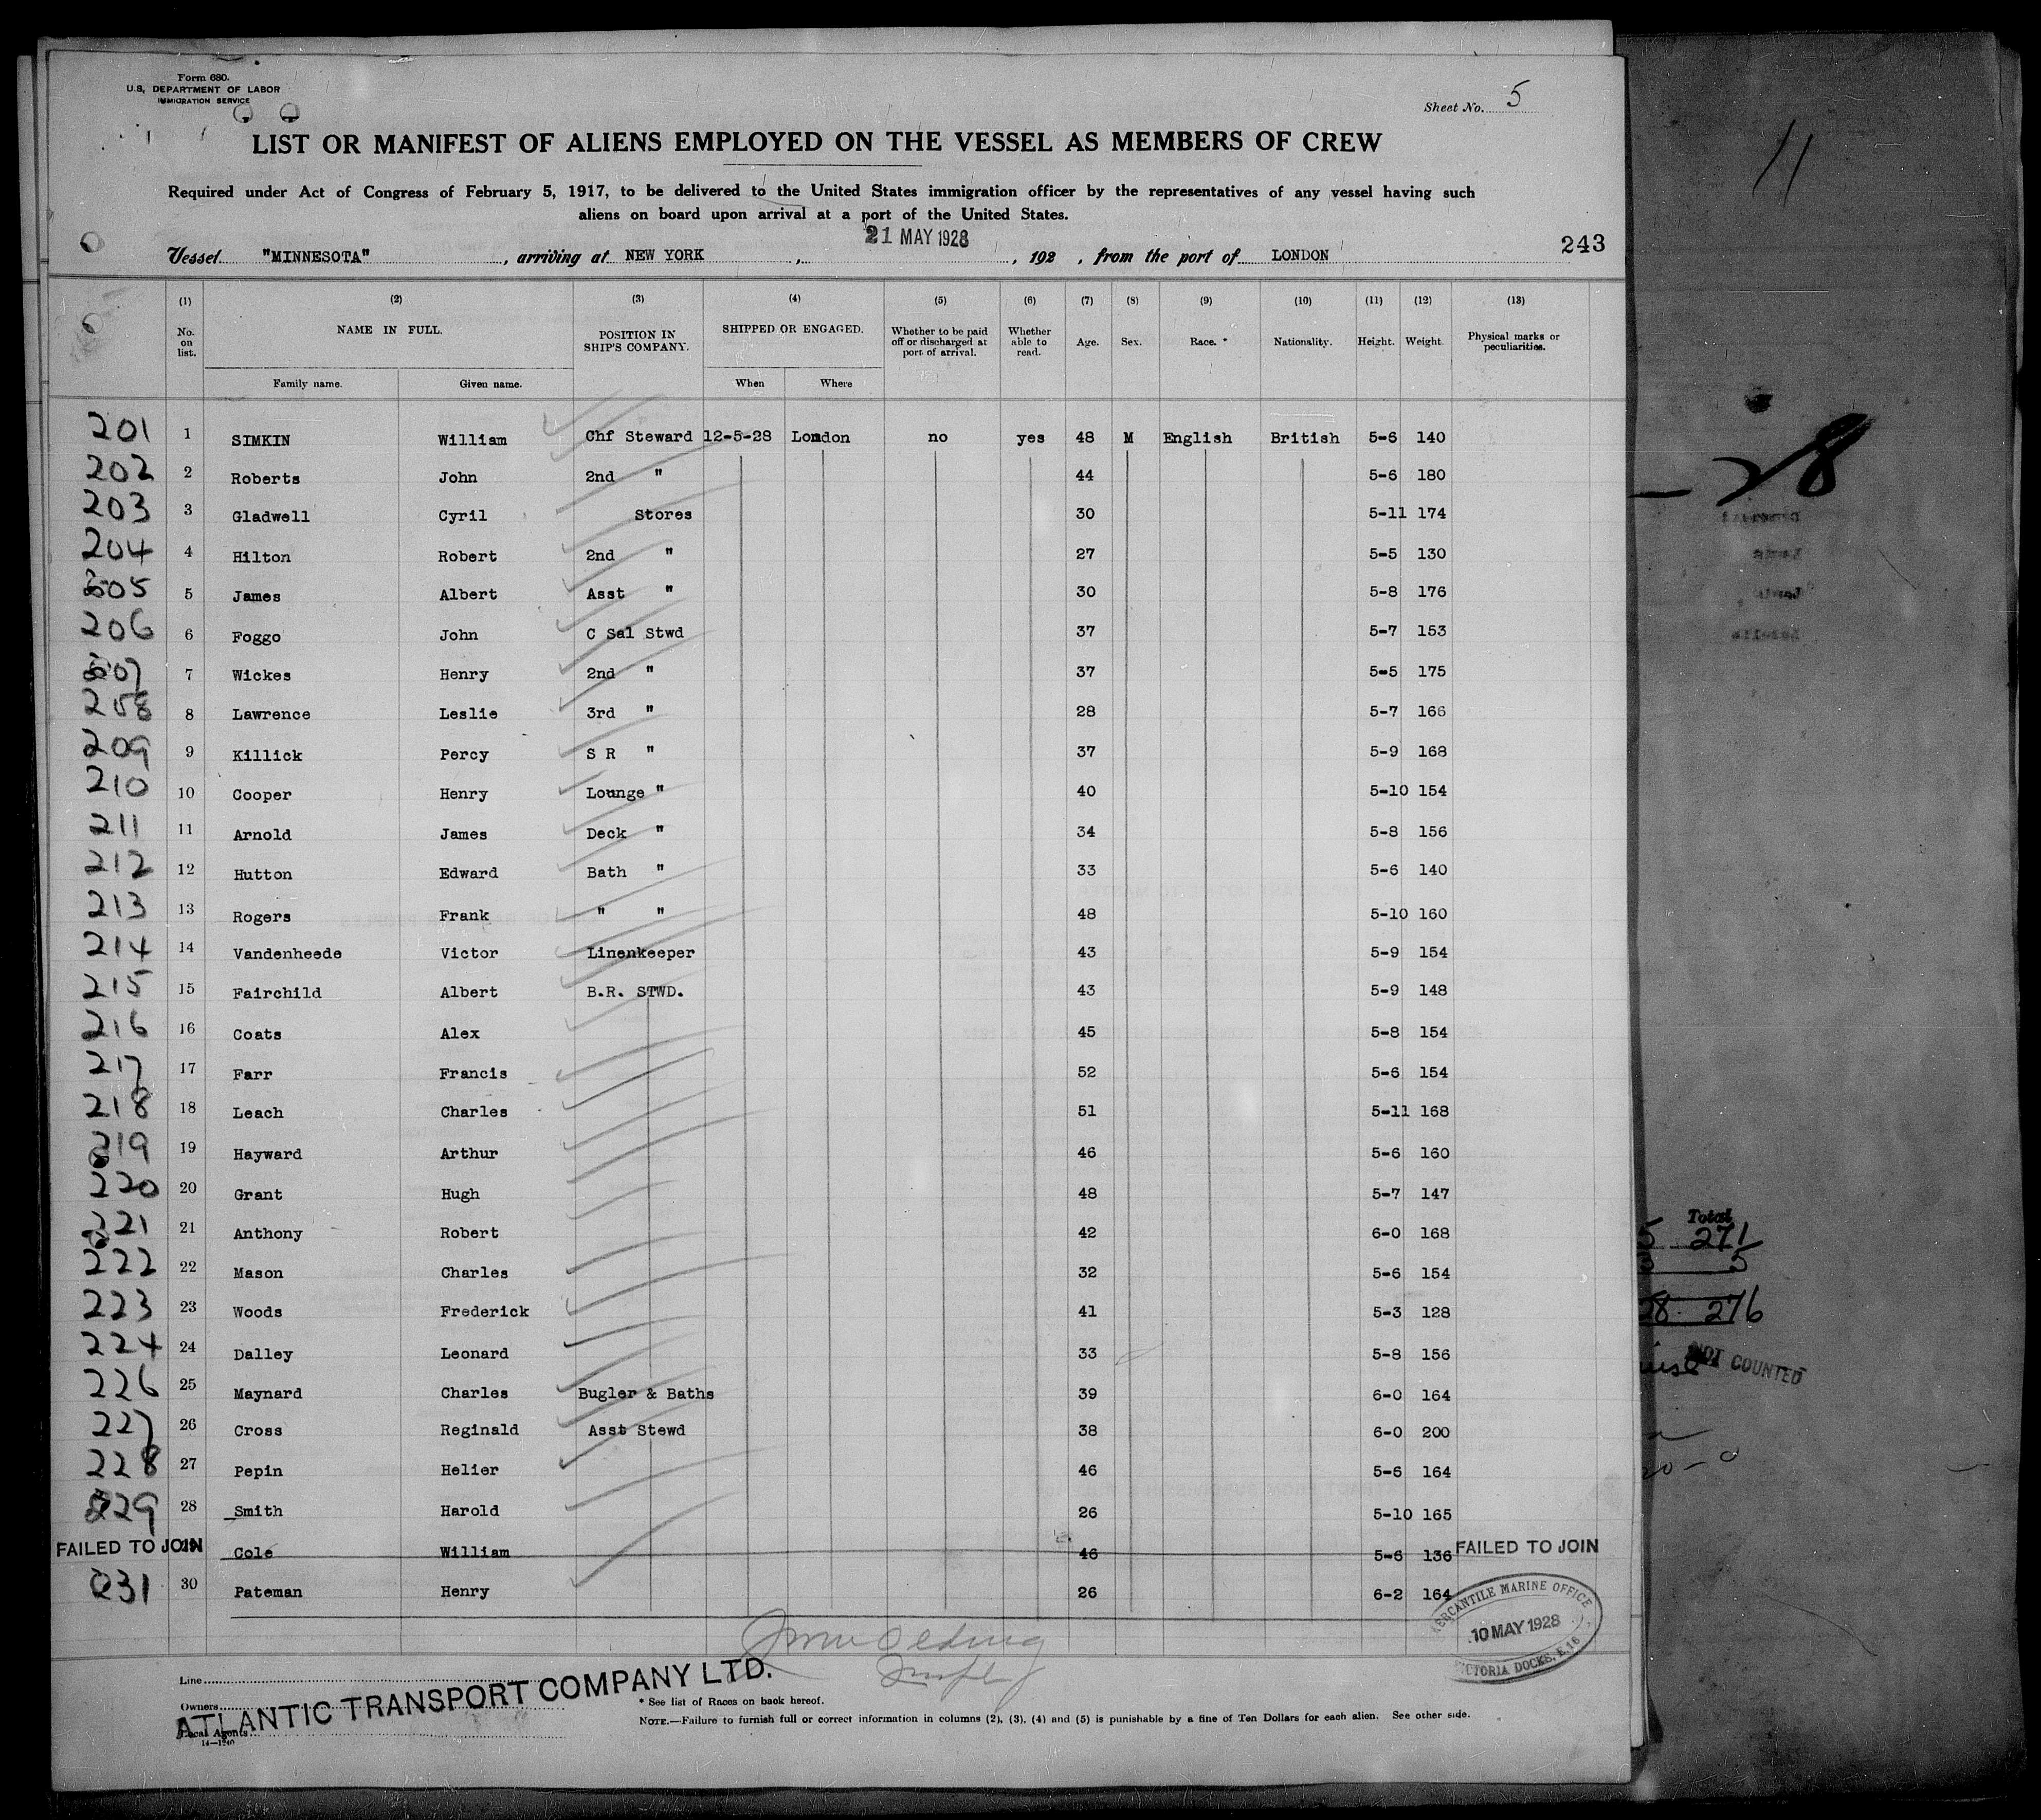 Form 680.
U.S. DEPARTMENT OF LABOR
IMMIGRATION SERVICE
Sheet No. 5
LIST OR MANIFEST OF ALIENS EMPLOYED ON THE VESSEL AS MEMBERS OF CREW
Required under Act of Congress of February 5, 1917, to be delivered to the United States immigration officer by the representatives of any vessel having such
aliens on board upon arrival at a port of the United States.
21 MAY 1928
243
Vessel "MINNESOTA", arriving at NEW YORK, , 192 , from the port of LONDON
(1) (2) (3) (4) (5) (6) (7) (8) (9) (10) (11) (12) (13)
No. on list. NAME IN FULL. POSITION IN SHIP'S COMPANY. SHIPPED OR ENGAGED. Whether to be paid off or discharged at port of arrival. Whether able to read. Age. Sex. Race. * Nationality. Height. Weight. Physical marks or peculiarities.
Family name. Given name. When Where
201 1 SIMKIN William Chf Steward 12-5-28 London no yes 48 M English British 5-6 140
202 2 Roberts John 2nd " 44 5-6 180
203 3 Gladwell Cyril Stores 30 5-11 174
204 4 Hilton Robert 2nd " 27 5-5 130
205 5 James Albert Asst " 30 5-8 176
206 6 Foggo John C Sal Stwd 37 5-7 153
207 7 Wickes Henry 2nd " 37 5-5 175
208 8 Lawrence Leslie 3rd " 28 5-7 166
209 9 Killick Percy S R " 37 5-9 168
210 10 Cooper Henry Lounge " 40 5-10 154
211 11 Arnold James Deck " 34 5-8 156
212 12 Hutton Edward Bath " 33 5-6 140
213 13 Rogers Frank " " 48 5-10 160
214 14 Vandenheede Victor Linenkeeper 43 5-9 154
215 15 Fairchild Albert B.R. STWD. 43 5-9 148
216 16 Coats Alex 45 5-8 154
217 17 Farr Francis 52 5-6 154
218 18 Leach Charles 51 5-11 168
219 19 Hayward Arthur 46 5-6 160
220 20 Grant Hugh 48 5-7 147
221 21 Anthony Robert 42 6-0 168
222 22 Mason Charles 32 5-6 154
223 23 Woods Frederick 41 5-3 128
224 24 Dalley Leonard 33 5-8 156
226 25 Maynard Charles Bugler & Baths 39 6-0 164
227 26 Cross Reginald Asst Stewd 38 6-0 200
228 27 Pepin Helier 46 5-6 164
229 28 Smith Harold 26 5-10 165
FAILED TO JOIN 29 Cole William 46 5-6 136 FAILED TO JOIN
231 30 Pateman Henry 26 6-2 164
MERCANTILE MARINE OFFICE
10 MAY 1928
VICTORIA DOCKS, E.16
Line
Owners
Local Agents
ATLANTIC TRANSPORT COMPANY LTD.
14—1240
* See list of Races on back hereof.
NOTE.—Failure to furnish full or correct information in columns (2), (3), (4) and (5) is punishable by a fine of Ten Dollars for each alien. See other side.
11
28
Total
271
5
28 276
NOT COUNTED